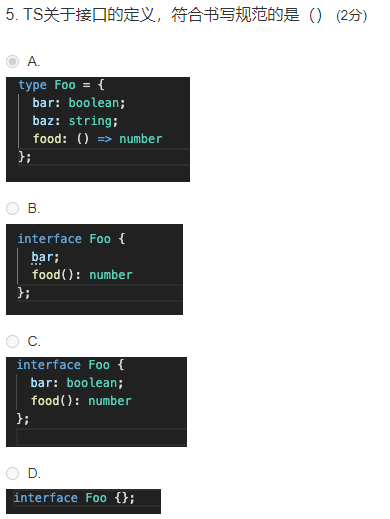 5. TS关于接口的定义，符合书写规范的是（） (2分)
A.
type Foo = {
bar: boolean;
baz: string;
food: () => number
};
B.
interface Foo {
bar;
food(): number
};
C.
interface Foo {
bar: boolean;
food(): number
};
D.
interface Foo {};